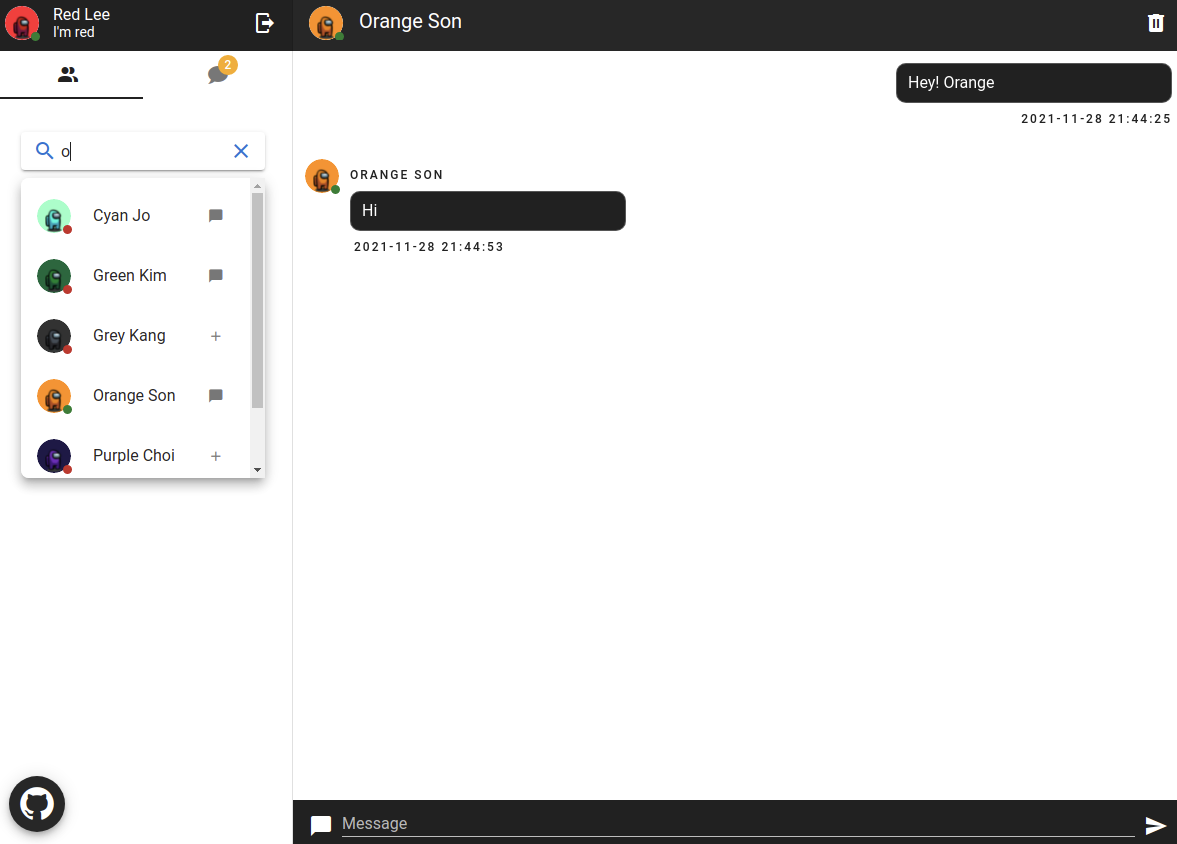 Red Lee
I'm red
Orange Son
2
o
Cyan Jo
Green Kim
Grey Kang
Orange Son
Purple Choi
Hey! Orange
2021-11-28 21:44:25
ORANGE SON
Hi
2021-11-28 21:44:53
Message